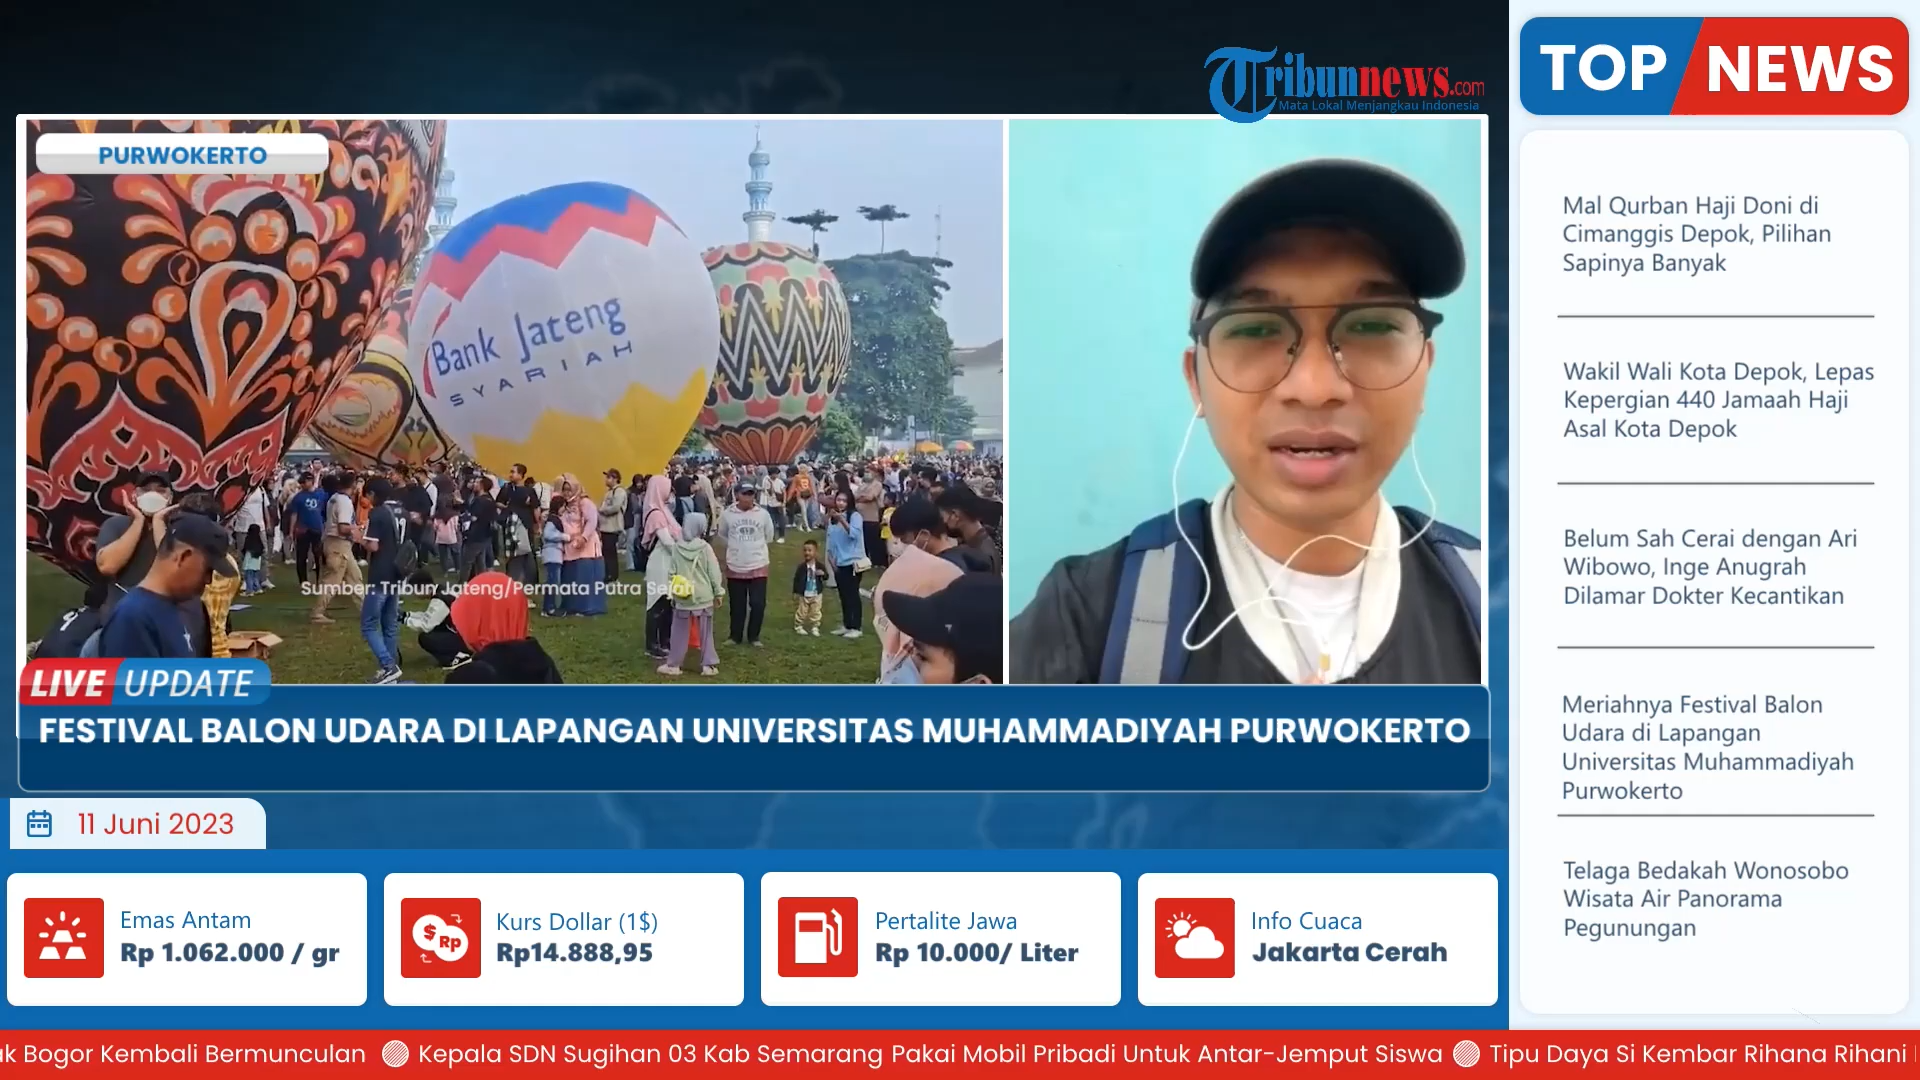 Tribunnews.com
Mata Lokal Menjangkau Indonesia
TOP NEWS
PURWOKERTO
Bank Jateng
SYARIAH
Sumber: Tribun Jateng/Permata Putra Sejati
LIVE UPDATE
FESTIVAL BALON UDARA DI LAPANGAN UNIVERSITAS MUHAMMADIYAH PURWOKERTO
11 Juni 2023
Emas Antam
Rp 1.062.000 / gr
Kurs Dollar (1$)
Rp14.888,95
Pertalite Jawa
Rp 10.000/ Liter
Info Cuaca
Jakarta Cerah
Mal Qurban Haji Doni di
Cimanggis Depok, Pilihan
Sapinya Banyak
Wakil Wali Kota Depok, Lepas
Kepergian 440 Jamaah Haji
Asal Kota Depok
Belum Sah Cerai dengan Ari
Wibowo, Inge Anugrah
Dilamar Dokter Kecantikan
Meriahnya Festival Balon
Udara di Lapangan
Universitas Muhammadiyah
Purwokerto
Telaga Bedakah Wonosobo
Wisata Air Panorama
Pegunungan
ak Bogor Kembali Bermunculan Kepala SDN Sugihan 03 Kab Semarang Pakai Mobil Pribadi Untuk Antar-Jemput Siswa Tipu Daya Si Kembar Rihana Rihani